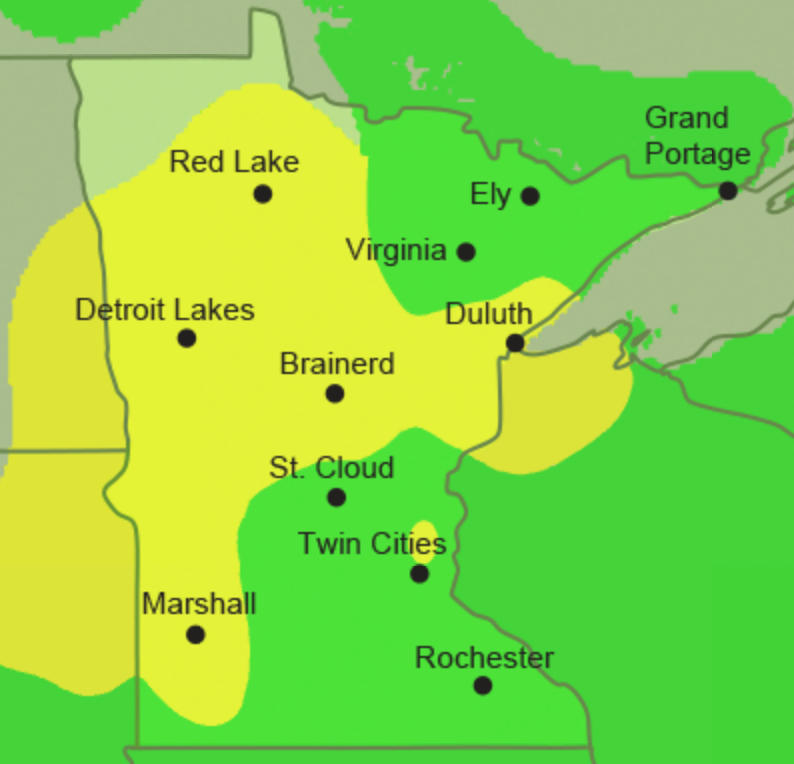 Grand
Portage
Red Lake
Ely
Virginia
Detroit Lakes
Duluth
Brainerd
St. Cloud
Twin Cities
Marshall
Rochester